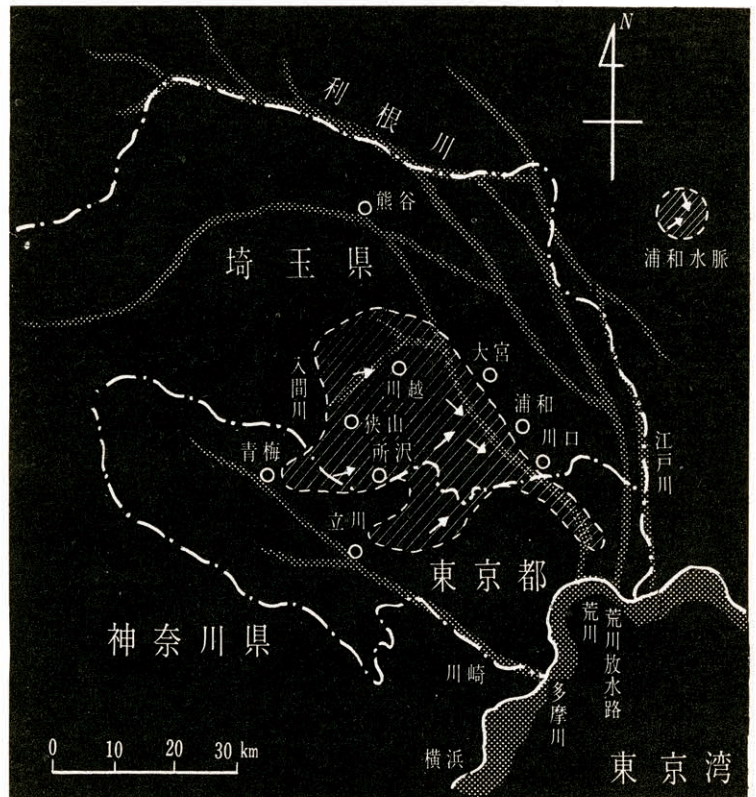 N
利根川
熊谷
浦和水脈
埼玉県
大宮
入間川
川越
浦和
狭山
川口
江戸川
青梅
所沢
立川
東京都
荒川
荒川放水路
神奈川県
川崎
多摩川
横浜
東京湾
0 10 20 30 km